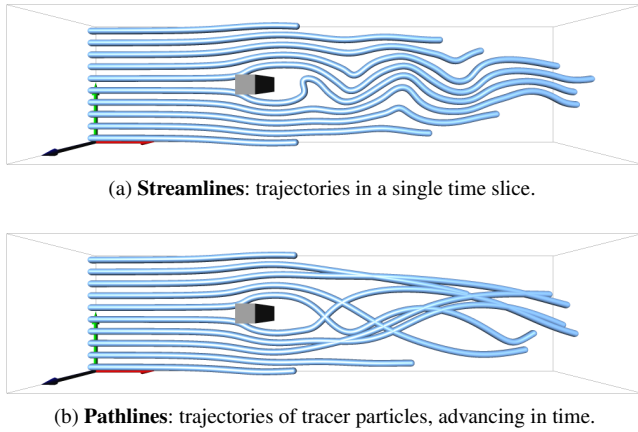 (a) Streamlines: trajectories in a single time slice.
(b) Pathlines: trajectories of tracer particles, advancing in time.